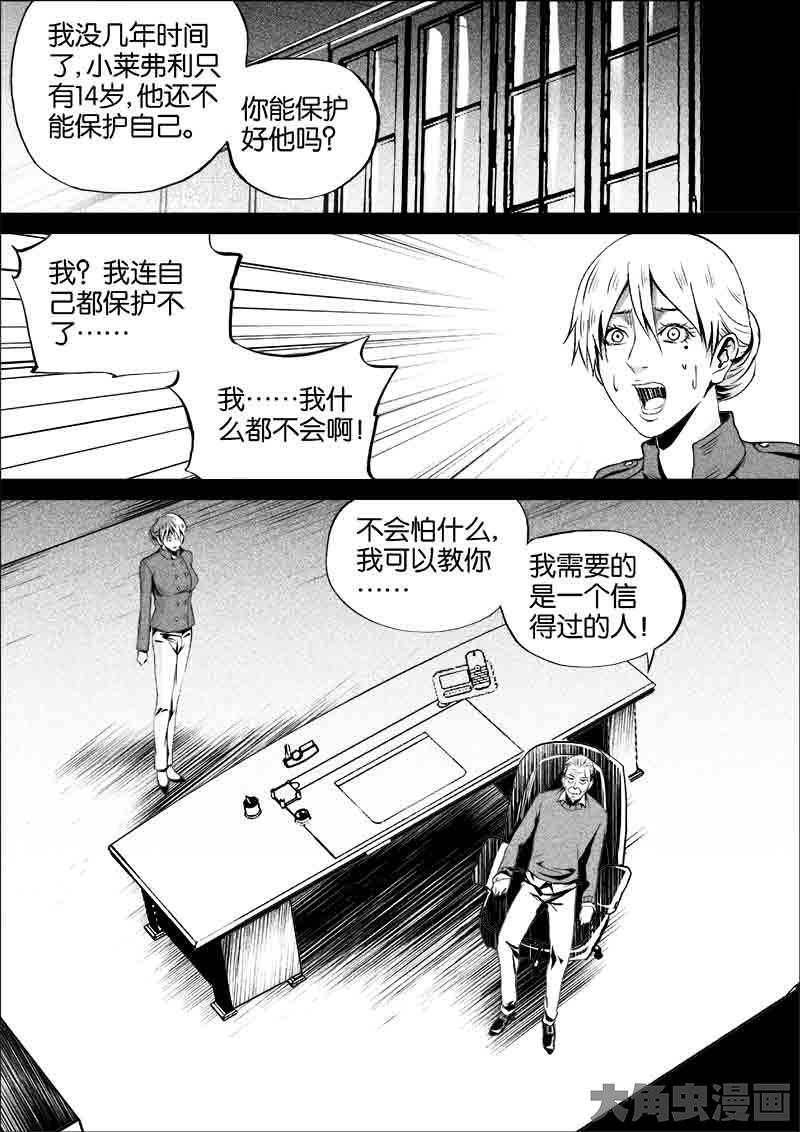 我没几年时间
了，小莱弗利只
有14岁，他还不
能保护自己。
你能保护
好他吗？
我？我连自
己都保护不
了……
我……我什
么都不会啊！
不会怕什么，
我可以教你
……
我需要的
是一个信
得过的人！
大角虫漫画